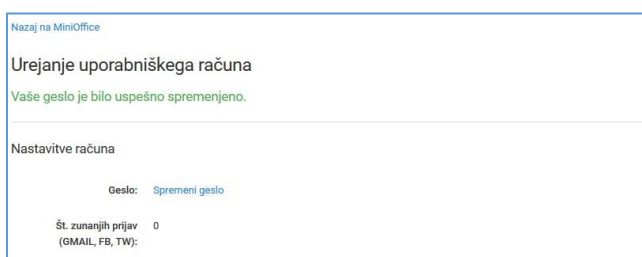 Nazaj na MiniOffice
Urejanje uporabniškega računa
Vaše geslo je bilo uspešno spremenjeno.
Nastavitve računa
Geslo: Spremeni geslo
Št. zunanjih prijav 0
(GMAIL, FB, TW):